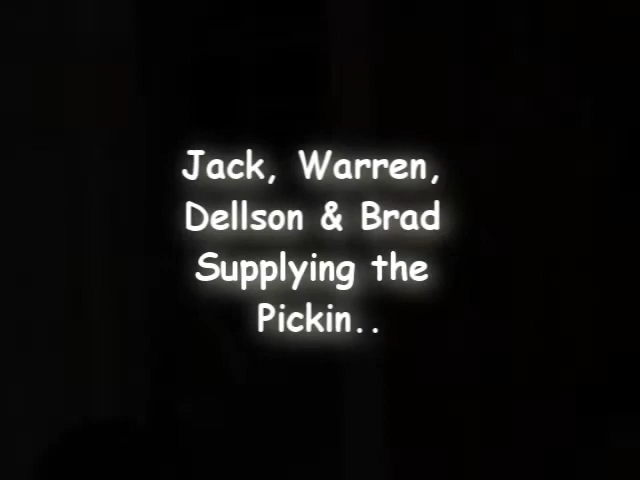 Jack, Warren,
Dellson & Brad
Supplying the
Pickin..